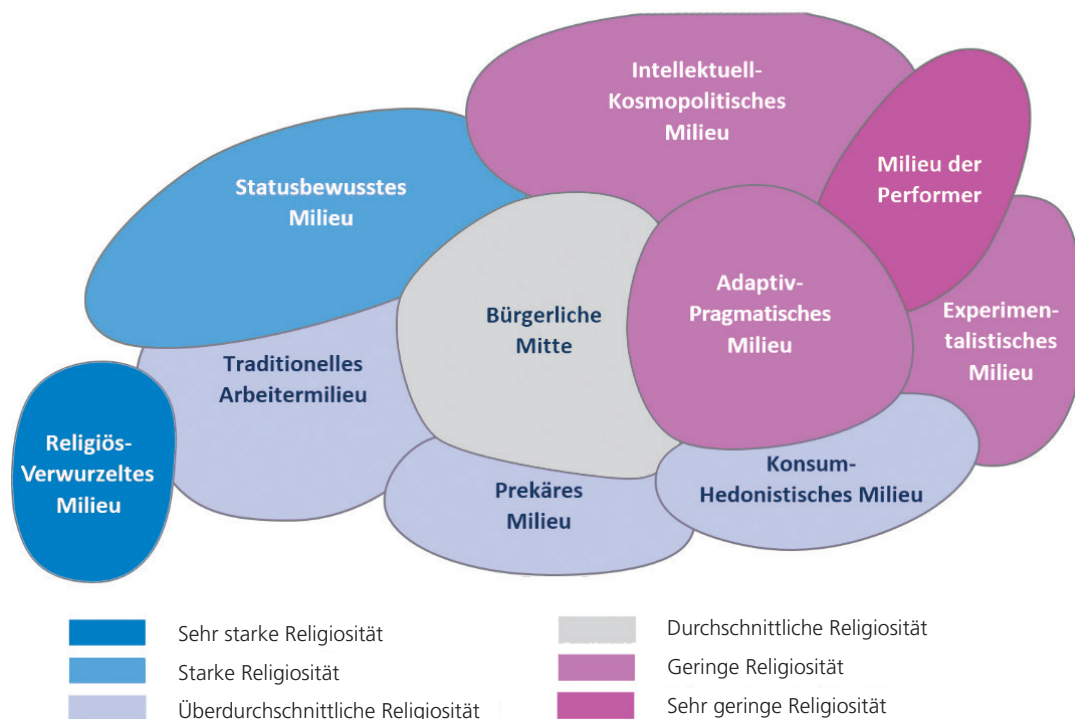 Intellektuell-
Kosmopolitisches
Milieu
Milieu der
Performer
Statusbewusstes
Milieu
Adaptiv-
Pragmatisches
Milieu
Bürgerliche
Mitte
Experimen-
talistisches
Milieu
Traditionelles
Arbeitermilieu
Religiös-
Verwurzeltes
Milieu
Konsum-
Hedonistisches Milieu
Prekäres
Milieu
Sehr starke Religiosität
Starke Religiosität
Überdurchschnittliche Religiosität
Durchschnittliche Religiosität
Geringe Religiosität
Sehr geringe Religiosität